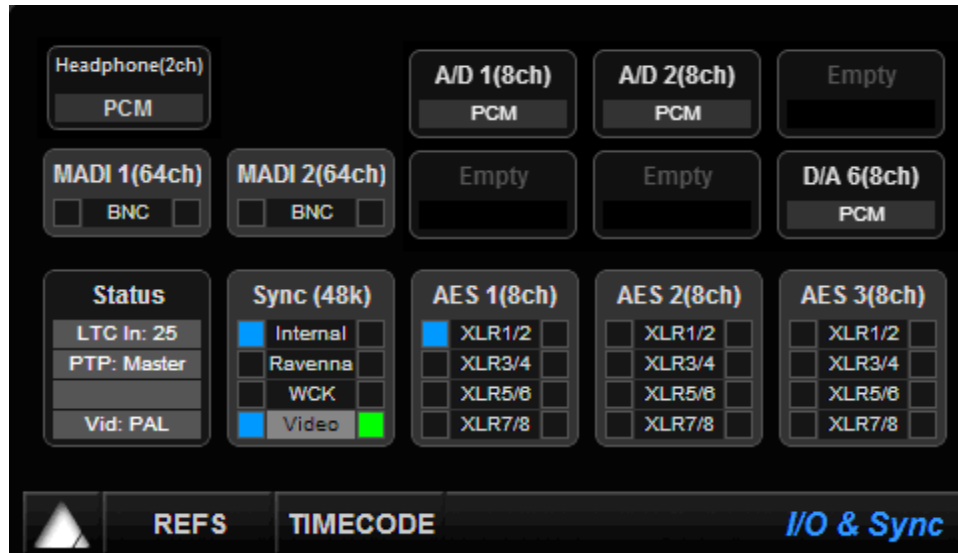 Headphone(2ch)
PCM
A/D 1(8ch)
PCM
A/D 2(8ch)
PCM
Empty
MADI 1(64ch)
BNC
MADI 2(64ch)
BNC
Empty
Empty
D/A 6(8ch)
PCM
Status
LTC In: 25
PTP: Master
Vid: PAL
Sync (48k)
Internal
Ravenna
WCK
Video
AES 1(8ch)
XLR1/2
XLR3/4
XLR5/6
XLR7/8
AES 2(8ch)
XLR1/2
XLR3/4
XLR5/6
XLR7/8
AES 3(8ch)
XLR1/2
XLR3/4
XLR5/6
XLR7/8
REFS
TIMECODE
I/O & Sync